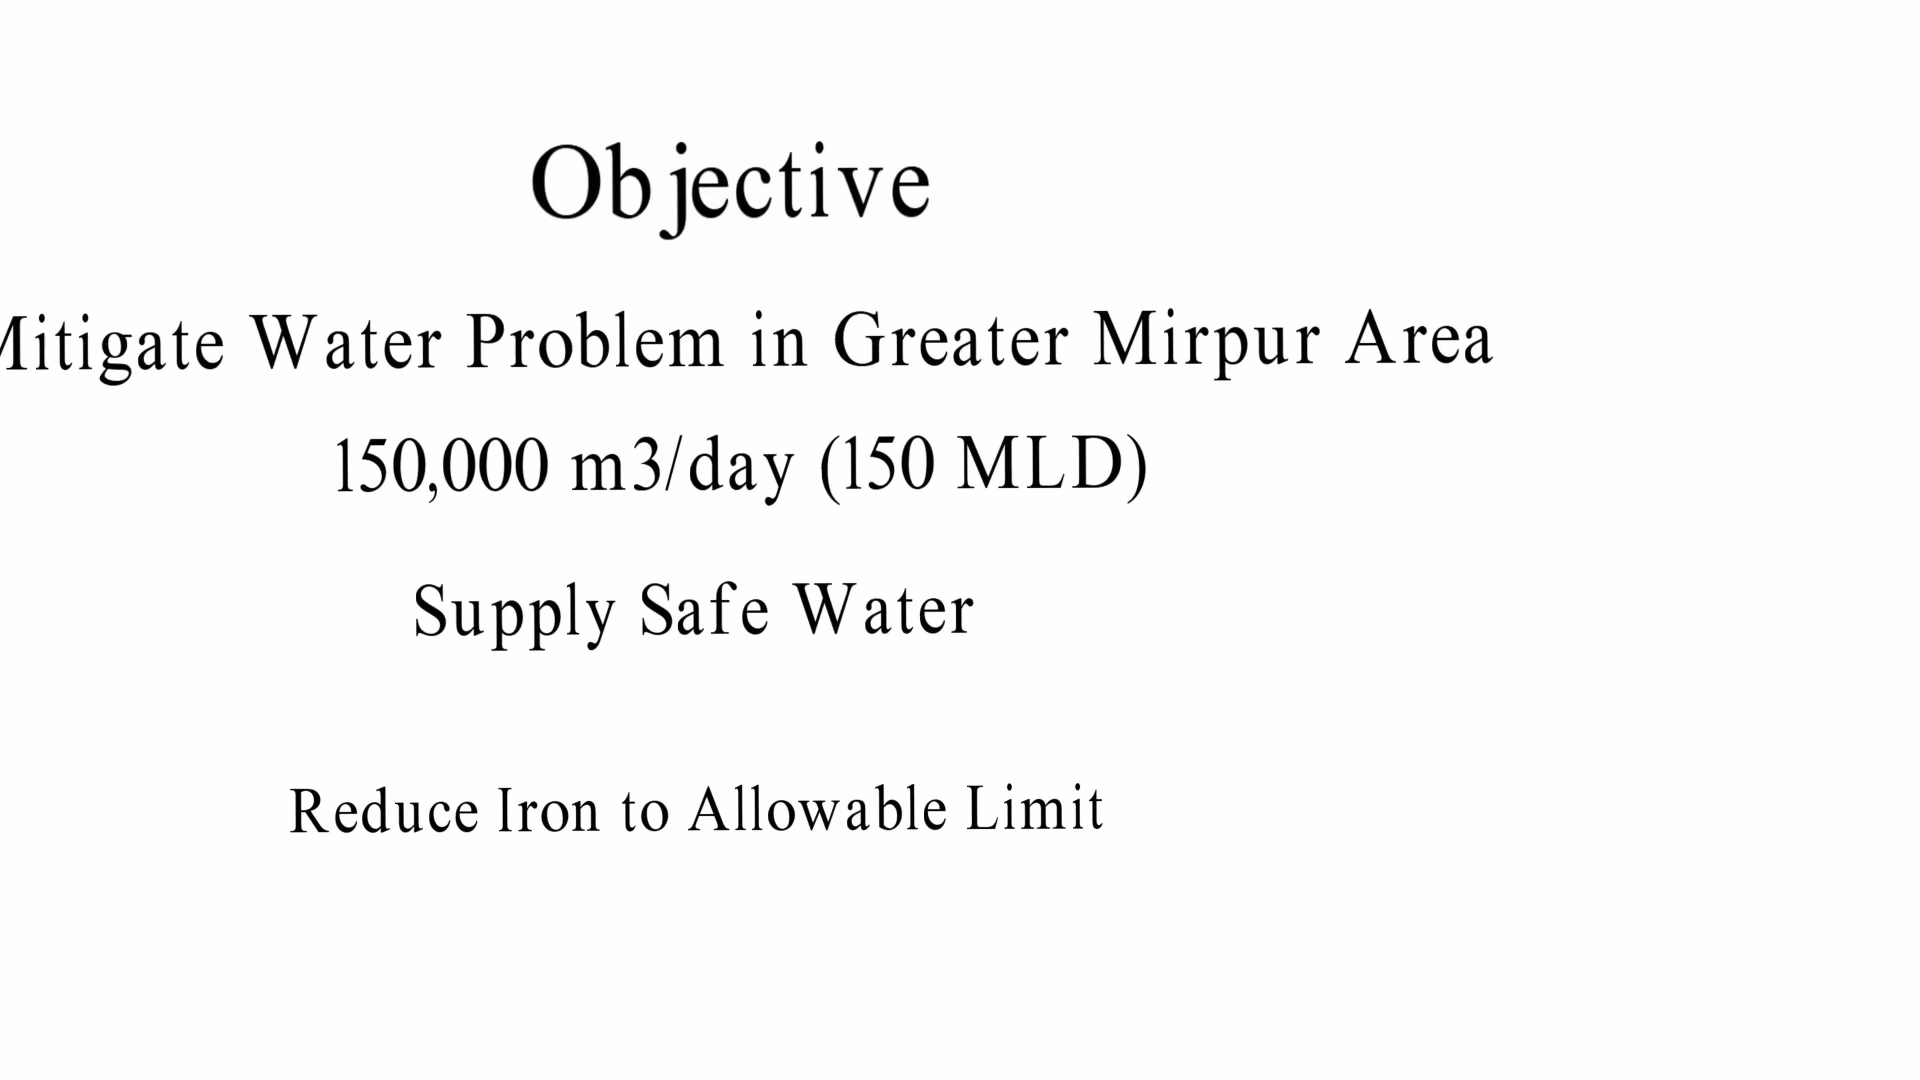 Objective
Mitigate Water Problem in Greater Mirpur Area
150,000 m3/day (150 MLD)
Supply Safe Water
Reduce Iron to Allowable Limit